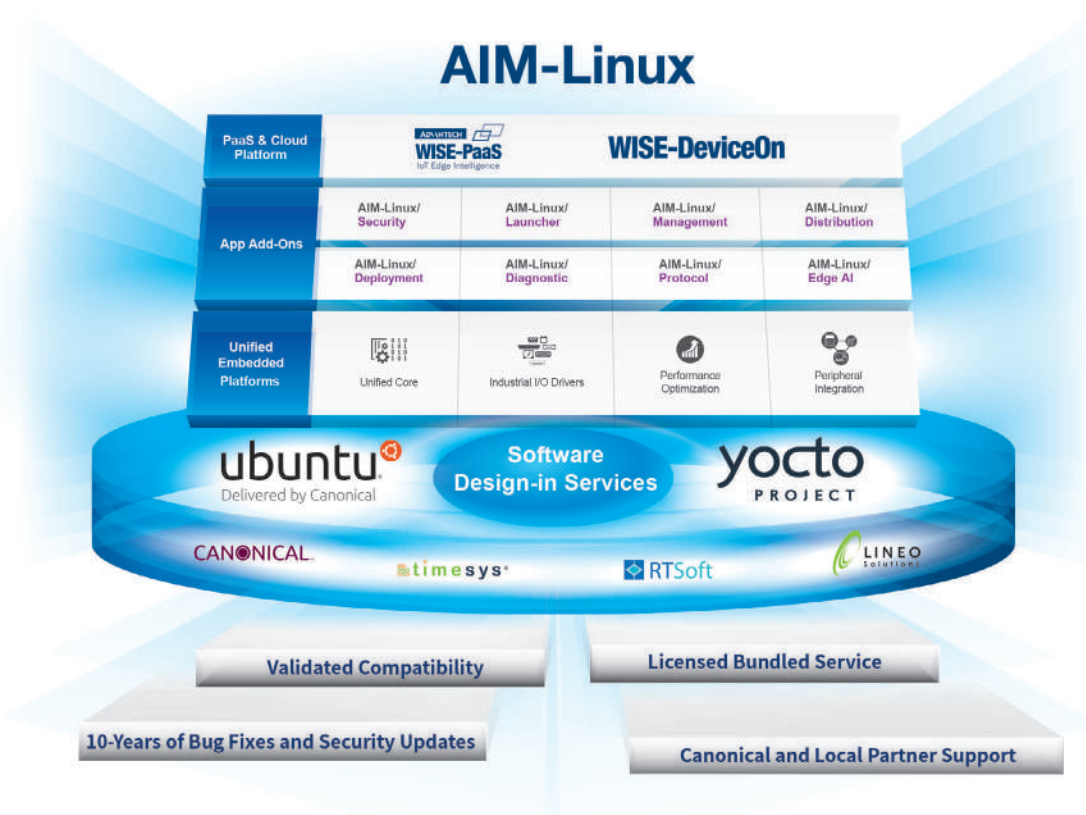 AIM-Linux
PaaS & Cloud
Platform
ADVANTECH
WISE-PaaS
IoT Edge Intelligence
WISE-DeviceOn
App Add-Ons
AIM-Linux/
Security
AIM-Linux/
Launcher
AIM-Linux/
Management
AIM-Linux/
Distribution
AIM-Linux/
Deployment
AIM-Linux/
Diagnostic
AIM-Linux/
Protocol
AIM-Linux/
Edge AI
Unified
Embedded
Platforms
Unified Core
Industrial I/O Drivers
Performance
Optimization
Peripheral
Integration
ubuntu
Delivered by Canonical
Software
Design-in Services
yocto
PROJECT
CANONICAL
timesys
RTSoft
LINEO
Solutions
Validated Compatibility
Licensed Bundled Service
10-Years of Bug Fixes and Security Updates
Canonical and Local Partner Support